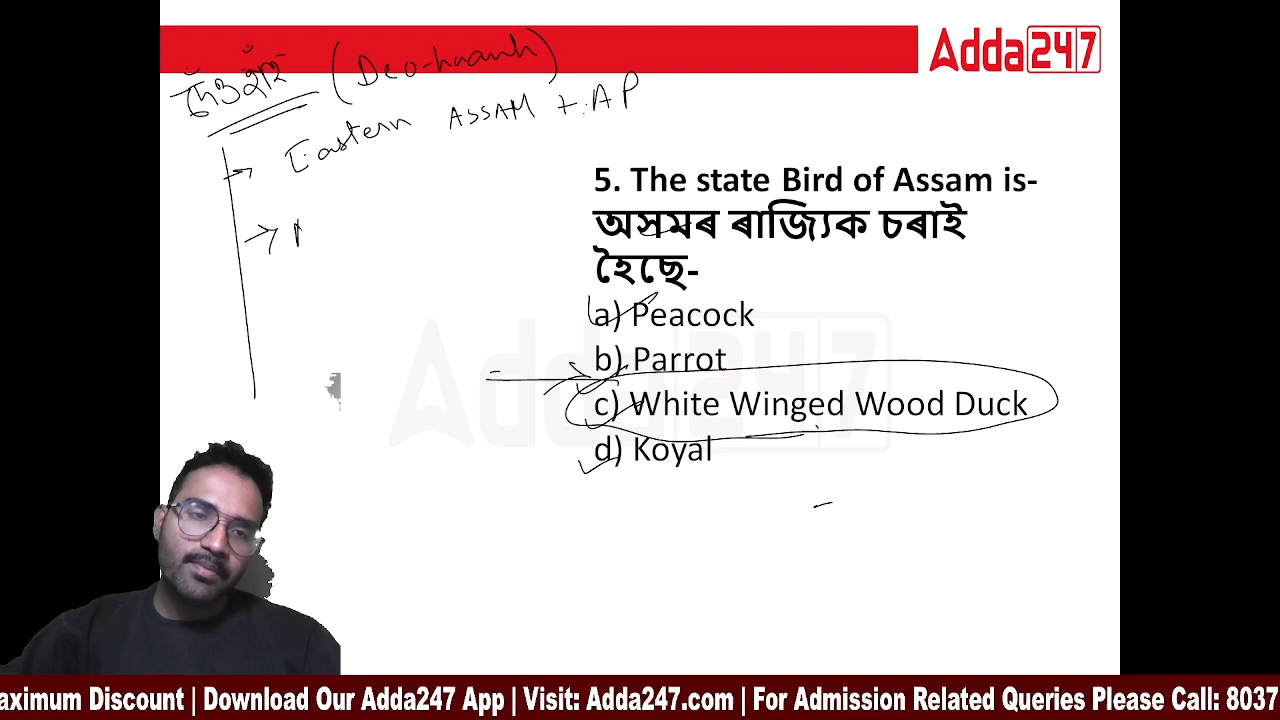 Adda247
দেওহাঁহ (Deo-haanh)
Eastern ASSAM + AP
5. The state Bird of Assam is-
অসমৰ ৰাজ্যিক চৰাই
হৈছে-
a) Peacock
b) Parrot
c) White Winged Wood Duck
d) Koyal
Adda247
aximum Discount | Download Our Adda247 App | Visit: Adda247.com | For Admission Related Queries Please Call: 8037